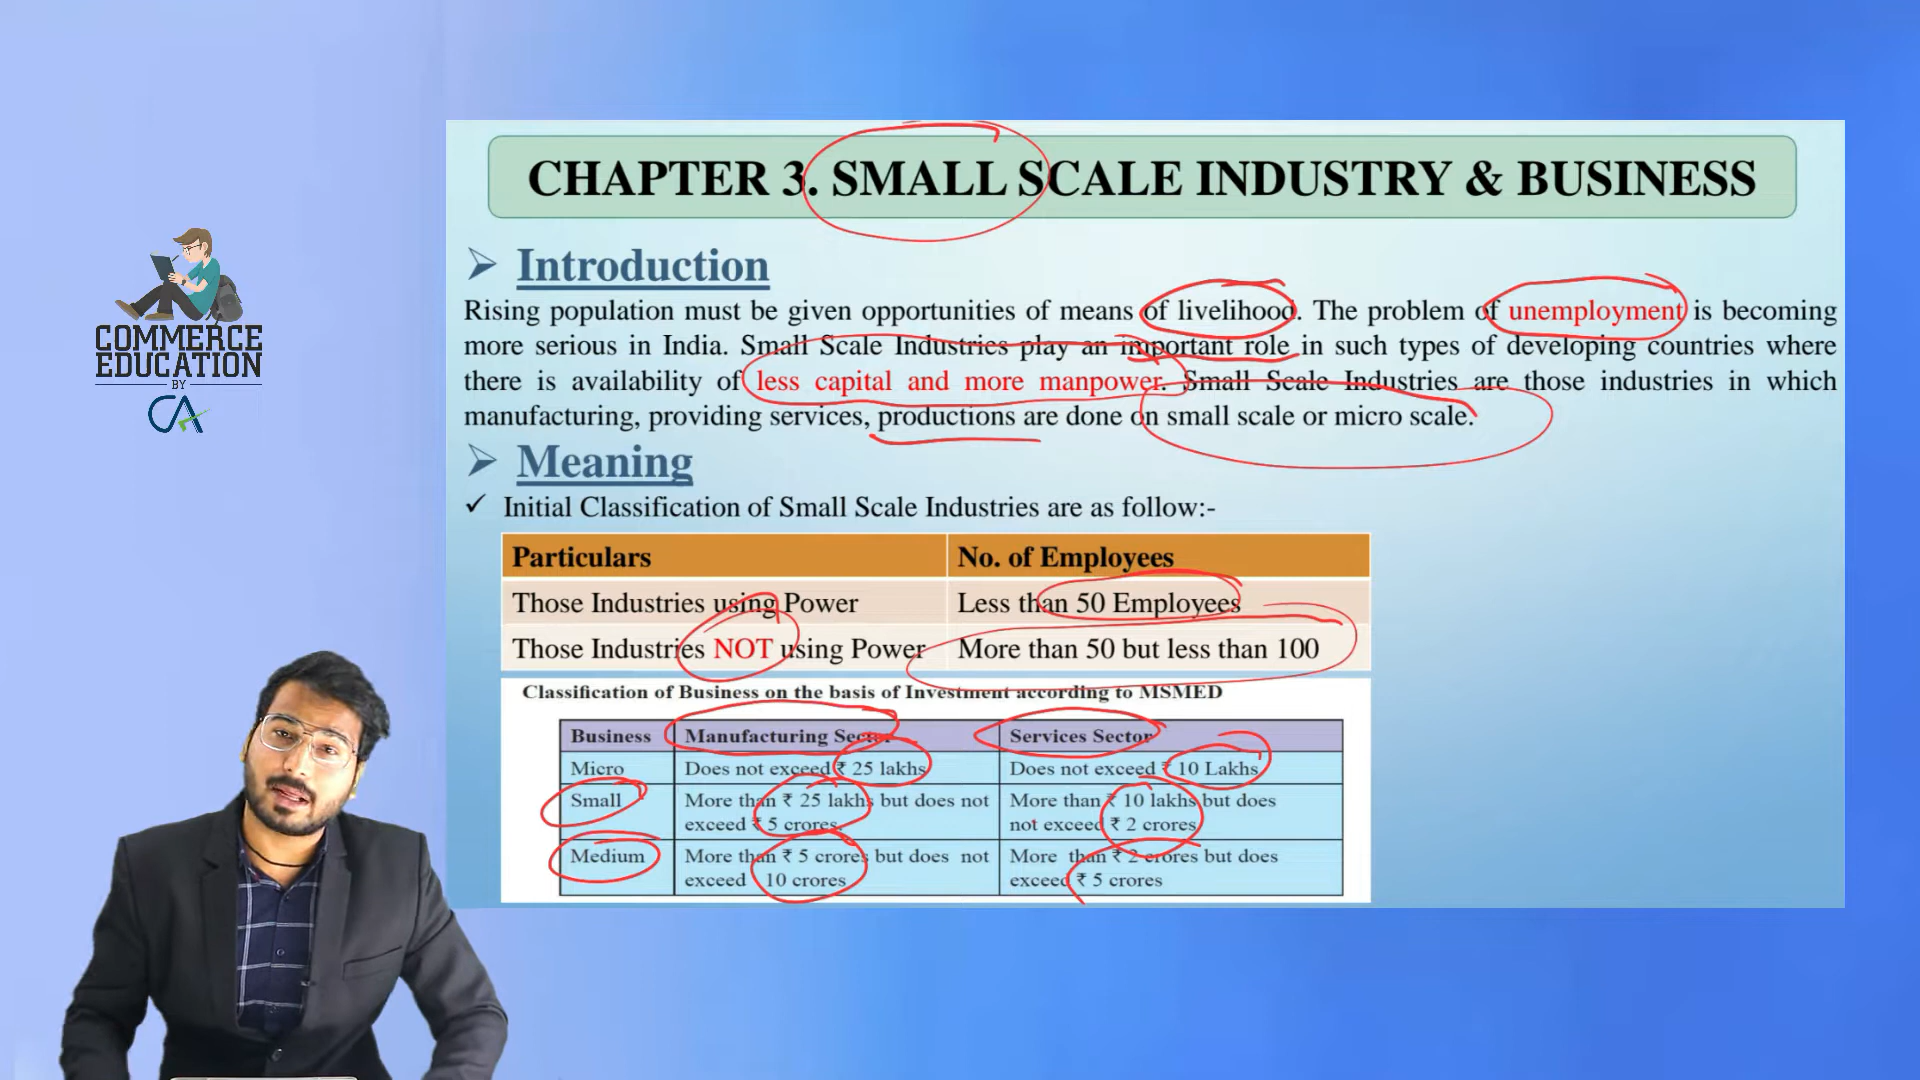 COMMERCE
EDUCATION
BY
CA
CHAPTER 3. SMALL SCALE INDUSTRY & BUSINESS
Introduction
Rising population must be given opportunities of means of livelihood. The problem of unemployment is becoming
more serious in India. Small Scale Industries play an important role in such types of developing countries where
there is availability of less capital and more manpower. Small Scale Industries are those industries in which
manufacturing, providing services, productions are done on small scale or micro scale.
Meaning
Initial Classification of Small Scale Industries are as follow:-
Particulars No. of Employees
Those Industries using Power Less than 50 Employees
Those Industries NOT using Power More than 50 but less than 100
Classification of Business on the basis of Investment according to MSMED
Business Manufacturing Sector Services Sector
Micro Does not exceed ₹ 25 lakhs Does not exceed ₹ 10 Lakhs
Small More than ₹ 25 lakhs but does not More than ₹ 10 lakhs but does
exceed ₹ 5 crores. not exceed ₹ 2 crores
Medium More than ₹ 5 crores but does not More than ₹ 2 crores but does
exceed 10 crores exceed ₹ 5 crores